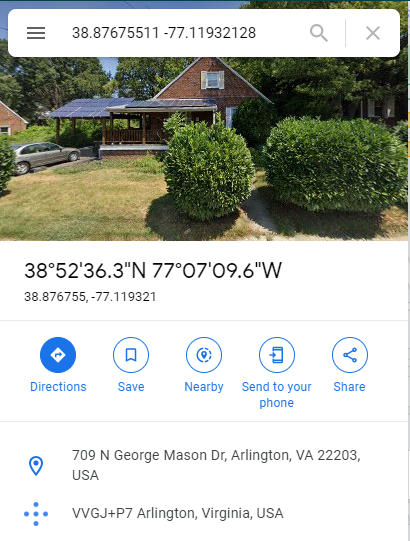 38.87675511 -77.11932128
38°52'36.3"N 77°07'09.6"W
38.876755, -77.119321
Directions
Save
Nearby
Send to your
phone
Share
709 N George Mason Dr, Arlington, VA 22203,
USA
VVGJ+P7 Arlington, Virginia, USA